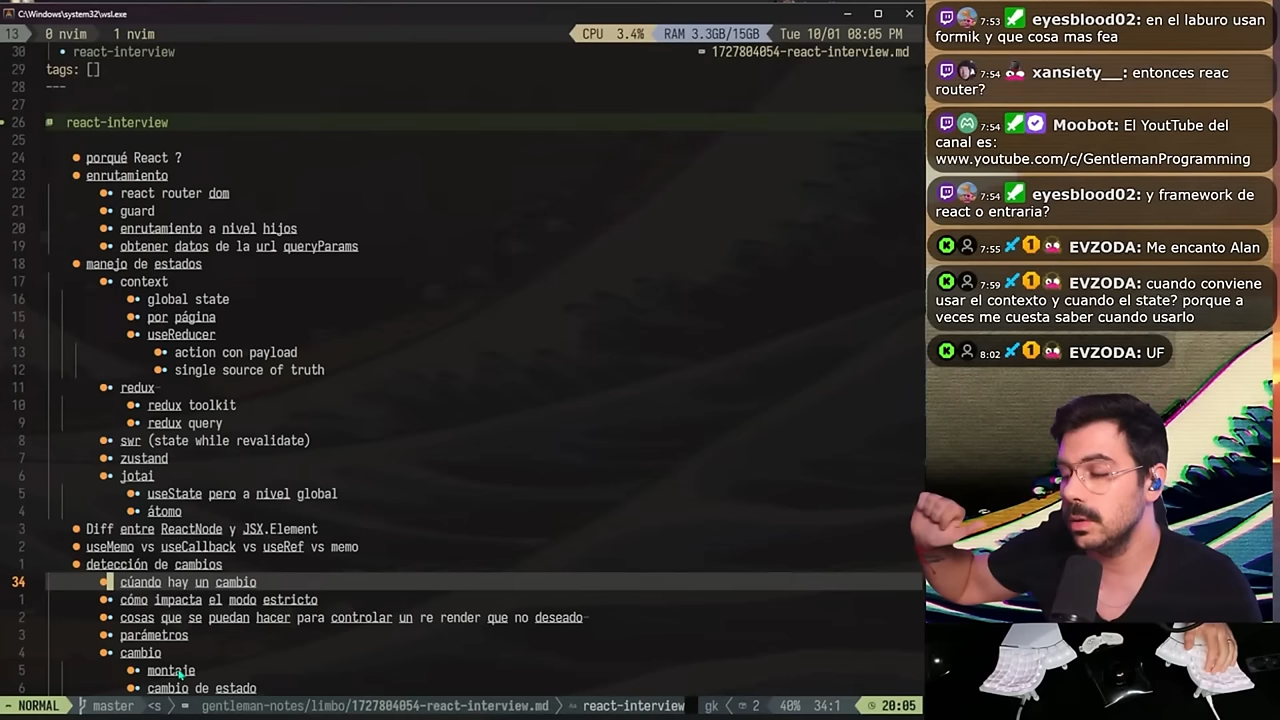 C:\Windows\system32\wsl.exe
13 0 nvim 1 nvim CPU 3.4% RAM 3.3GB/15GB Tue 10/01 08:05 PM
30 • react-interview 1727804054-react-interview.md
29 tags: []
28 ---
27
26 react-interview
25
24 porqué React ?
23 enrutamiento
22 react router dom
21 guard
20 enrutamiento a nivel hijos
19 obtener datos de la url queryParams
18 manejo de estados
17 context
16 global state
15 por página
14 useReducer
13 action con payload
12 single source of truth
11 redux
10 redux toolkit
9 redux query
8 swr (state while revalidate)
7 zustand
6 jotai
5 useState pero a nivel global
4 átomo
3 Diff entre ReactNode y JSX.Element
2 useMemo vs useCallback vs useRef vs memo
1 detección de cambios
34 cúando hay un cambio
1 cómo impacta el modo estricto
2 cosas que se puedan hacer para controlar un re render que no deseado
3 parámetros
4 cambio
5 montaje
6 cambio de estado
NORMAL master <s> gentleman-notes/limbo/1727804054-react-interview.md react-interview gk 2 40% 34:1 20:05
7:53 eyesblood02: en el laburo usan
formik y que cosa mas fea
7:54 xansiety__: entonces reac
router?
7:54 Moobot: El YoutTube del
canal es:
www.youtube.com/c/GentlemanProgramming
7:54 eyesblood02: y framework de
react o entraria?
7:55 EVZODA: Me encanto Alan
7:59 EVZODA: cuando conviene
usar el contexto y cuando el state? porque a
veces me cuesta saber cuando usarlo
8:02 EVZODA: UF